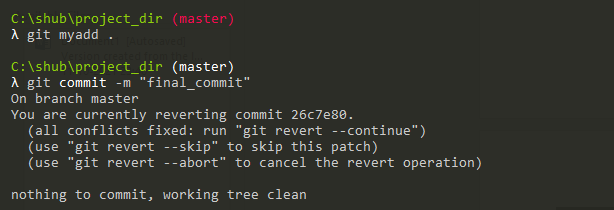 C:\shub\project_dir (master)
λ git myadd .
C:\shub\project_dir (master)
λ git commit -m "final_commit"
On branch master
You are currently reverting commit 26c7e80.
  (all conflicts fixed: run "git revert --continue")
  (use "git revert --skip" to skip this patch)
  (use "git revert --abort" to cancel the revert operation)
nothing to commit, working tree clean